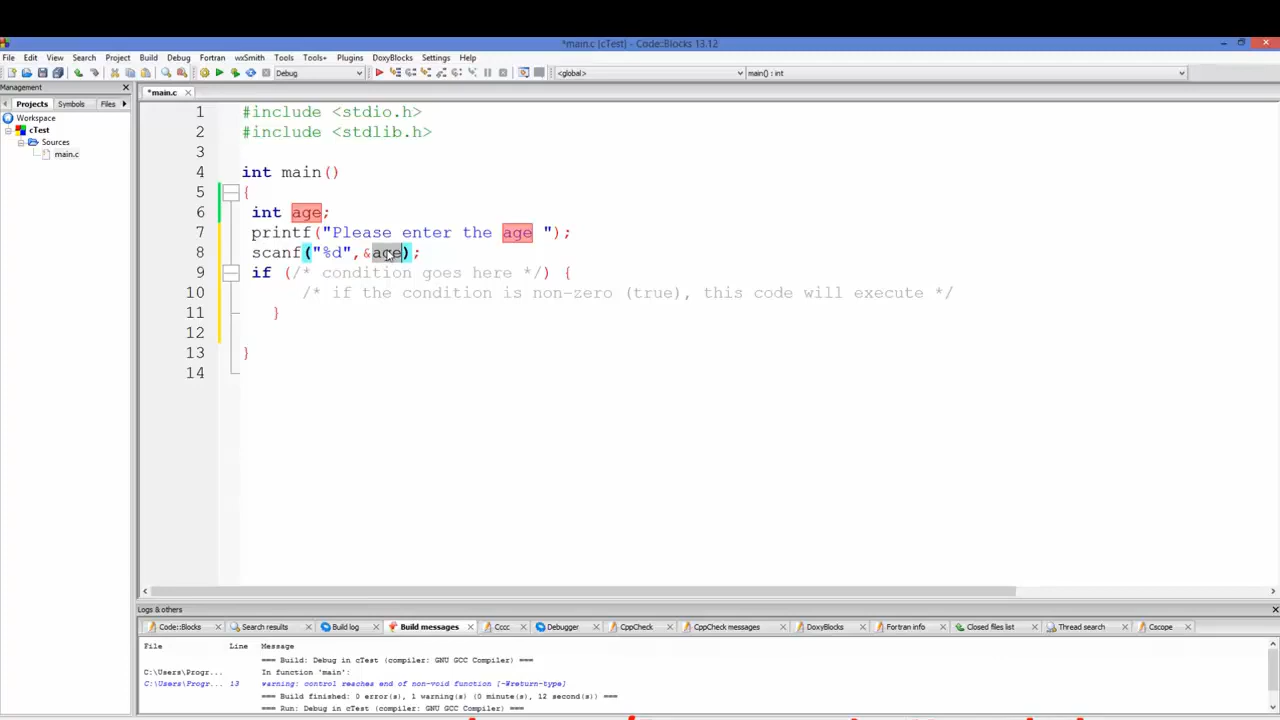 *main.c [cTest] - Code::Blocks 13.12
File Edit View Search Project Build Debug Fortran wxSmith Tools Tools+ Plugins DoxyBlocks Settings Help
Debug <global> main() : int
Management
Projects Symbols Files
*main.c
Workspace
cTest
Sources
main.c
1 #include <stdio.h>
2 #include <stdlib.h>
3
4 int main()
5 {
6 int age;
7 printf("Please enter the age ");
8 scanf("%d",&age);
9 if (/* condition goes here */) {
10 /* if the condition is non-zero (true), this code will execute */
11 }
12
13 }
14
Logs & others
Code::Blocks Search results Build log Build messages Cccc Debugger CppCheck CppCheck messages DoxyBlocks Fortran info Closed files list Thread search Cscope
File Line Message
=== Build: Debug in cTest (compiler: GNU GCC Compiler) ===
C:\Users\Progr... In function 'main':
C:\Users\Progr... 13 warning: control reaches end of non-void function [-Wreturn-type]
=== Build finished: 0 error(s), 1 warning(s) (0 minute(s), 12 second(s)) ===
=== Run: Debug in cTest (compiler: GNU GCC Compiler) ===